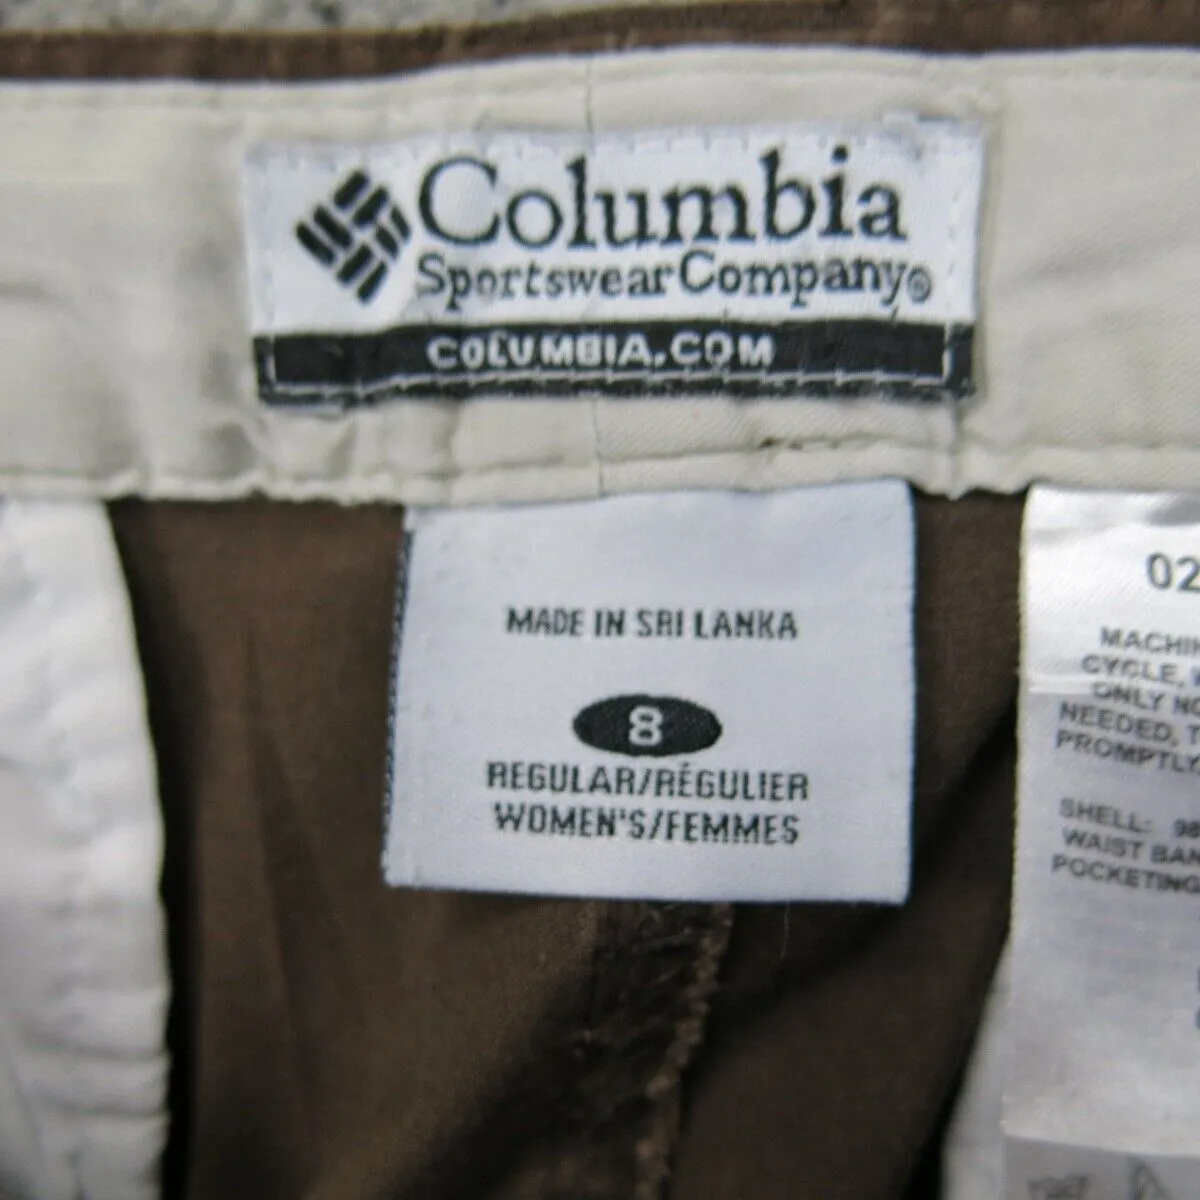 Columbia
Sportswear Company®
COLUMBIA.COM
MADE IN SRI LANKA
8
REGULAR/RÉGULIER
WOMEN'S/FEMMES
02
MACHIN
CYCLE, W
ONLY NO
NEEDED, T
PROMPTLY
SHELL: 98
WAIST BAN
POCKETING